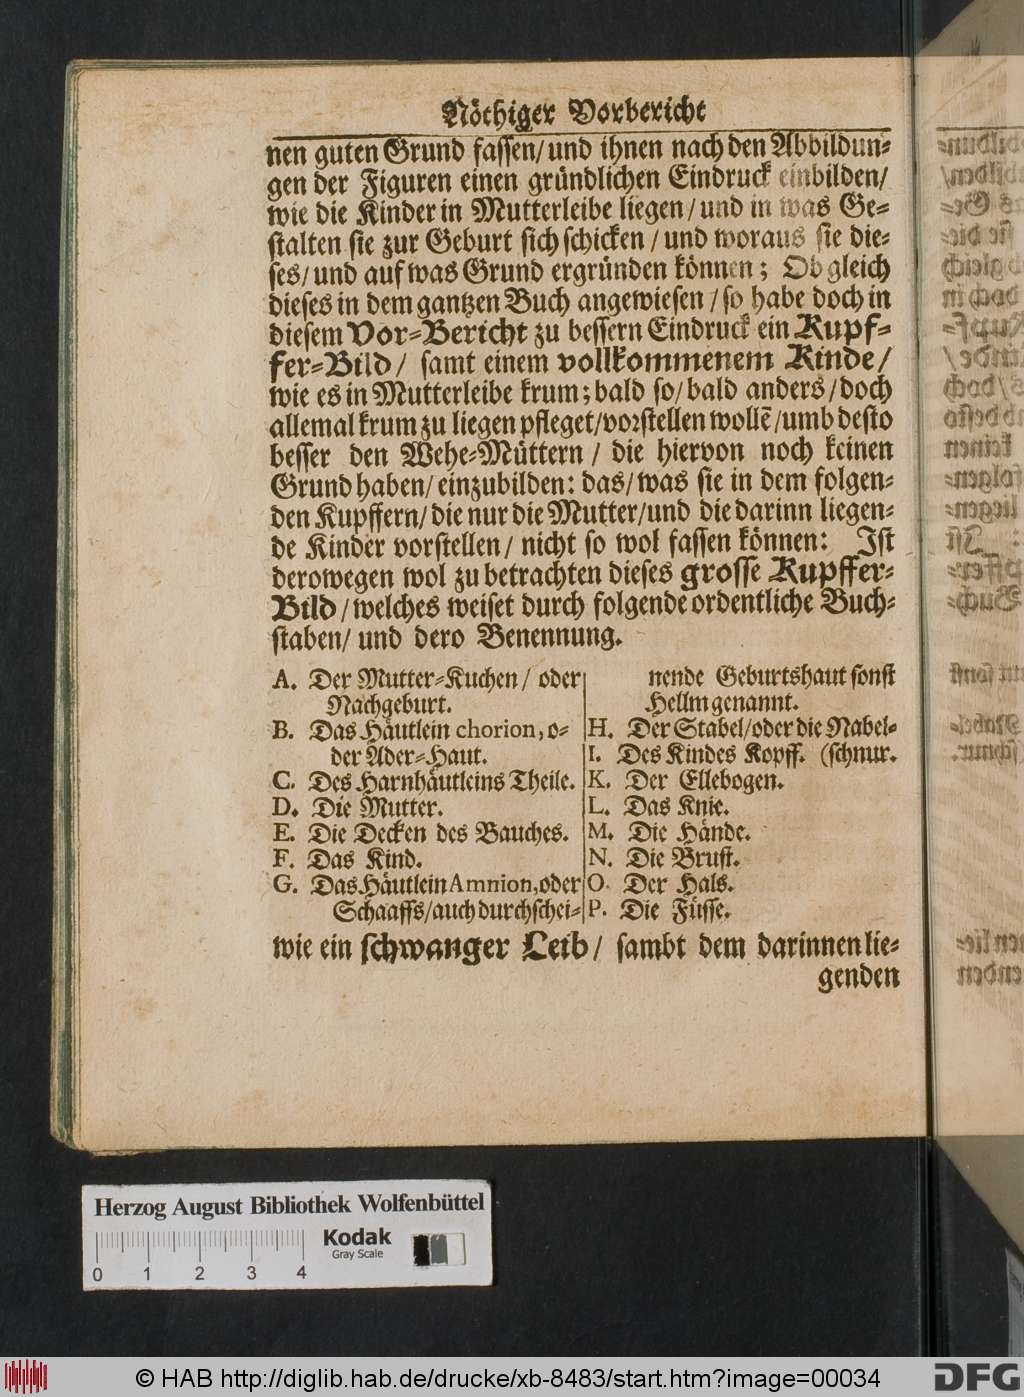 Nöthiger Vorbericht
nen guten Grund fassen/ und ihnen nach den Abbildun-
gen der Figuren einen gründlichen Eindruck einbilden/
wie die Kinder in Mutterleibe liegen/ und in was Ge-
stalten sie zur Geburt sich schicken / und woraus sie die-
ses/ und auf was Grund ergründen können; Ob gleich
dieses in dem gantzen Buch angewiesen / so habe doch in
diesem Vor-Bericht zu bessern Eindruck ein Kupf-
fer-Bild/ samt einem vollkommenem Kinde/
wie es in Mutterleibe krum; bald so/ bald anders/ doch
allemal krum zu liegen pfleget/ vorstellen wollẽ/ umb desto
besser den Wehe-Müttern / die hiervon noch keinen
Grund haben/ einzubilden: das/ was sie in dem folgen-
den Kupffern/ die nur die Mutter/ und die darinn liegen-
de Kinder vorstellen/ nicht so wol fassen können: Ist
derowegen wol zu betrachten dieses grosse Kupffer-
Bild/ welches weiset durch folgende ordentliche Buch-
staben/ und dero Benennung.
A. Der Mutter-Kuchen/ oder
Nachgeburt.
B. Das Häutlein chorion, o-
der Ader-Haut.
C. Des Harnhäutleins Theile.
D. Die Mutter.
E. Die Decken des Bauches.
F. Das Kind.
G. Das Häutlein Amnion, oder
Schaaffs/ auch durchschei-
nende Geburtshaut sonst
Hellm genannt.
H. Der Stabel/ oder die Nabel-
I. Des Kindes Kopff. (schnur.
K. Der Ellebogen.
L. Das Knie.
M. Die Hände.
N. Die Brust.
O. Der Hals.
P. Die Füsse.
wie ein schwanger Leib/ sambt dem darinnen lie-
genden
Herzog August Bibliothek Wolfenbüttel
Kodak
Gray Scale
0 1 2 3 4
© HAB http://diglib.hab.de/drucke/xb-8483/start.htm?image=00034
DFG